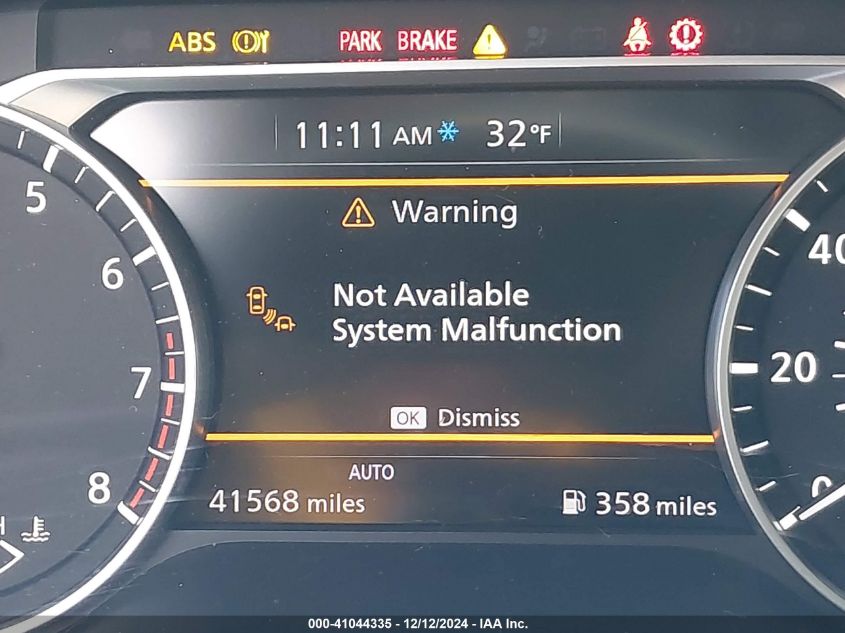 ABS PARK BRAKE
11:11 AM 32°F
Warning
Not Available
System Malfunction
OK Dismiss
AUTO
41568 miles 358 miles
5
6
7
8
H
40
20
0
000-41044335 - 12/12/2024 - IAA Inc.